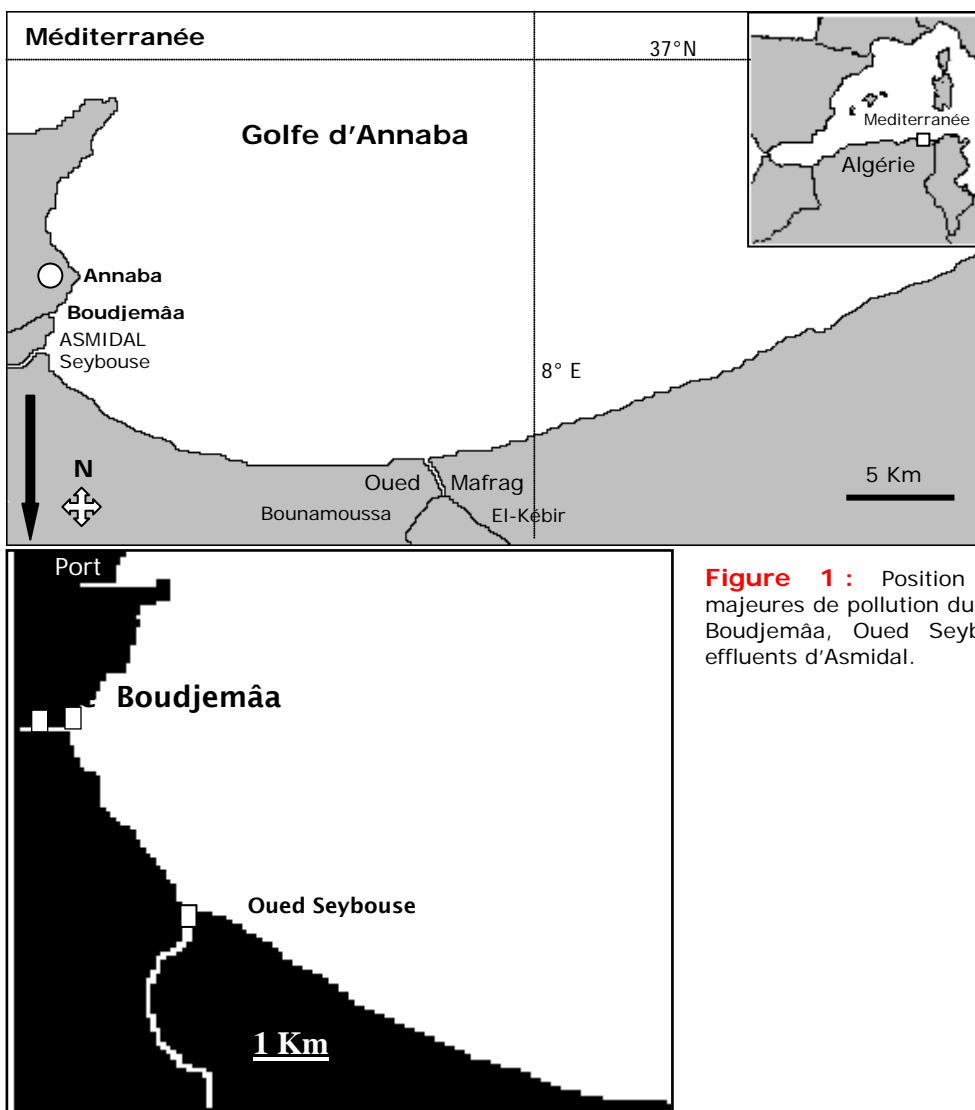 Méditerranée
37°N
Golfe d'Annaba
Mediterranée
Algérie
Annaba
Boudjemâa
ASMIDAL
Seybouse
8° E
N
Oued Mafrag
Bounamoussa El-Kébir
5 Km
Port
Boudjemâa
Oued Seybouse
1 Km
Figure 1 : Position
majeures de pollution du
Boudjemâa, Oued Seyb
effluents d'Asmidal.